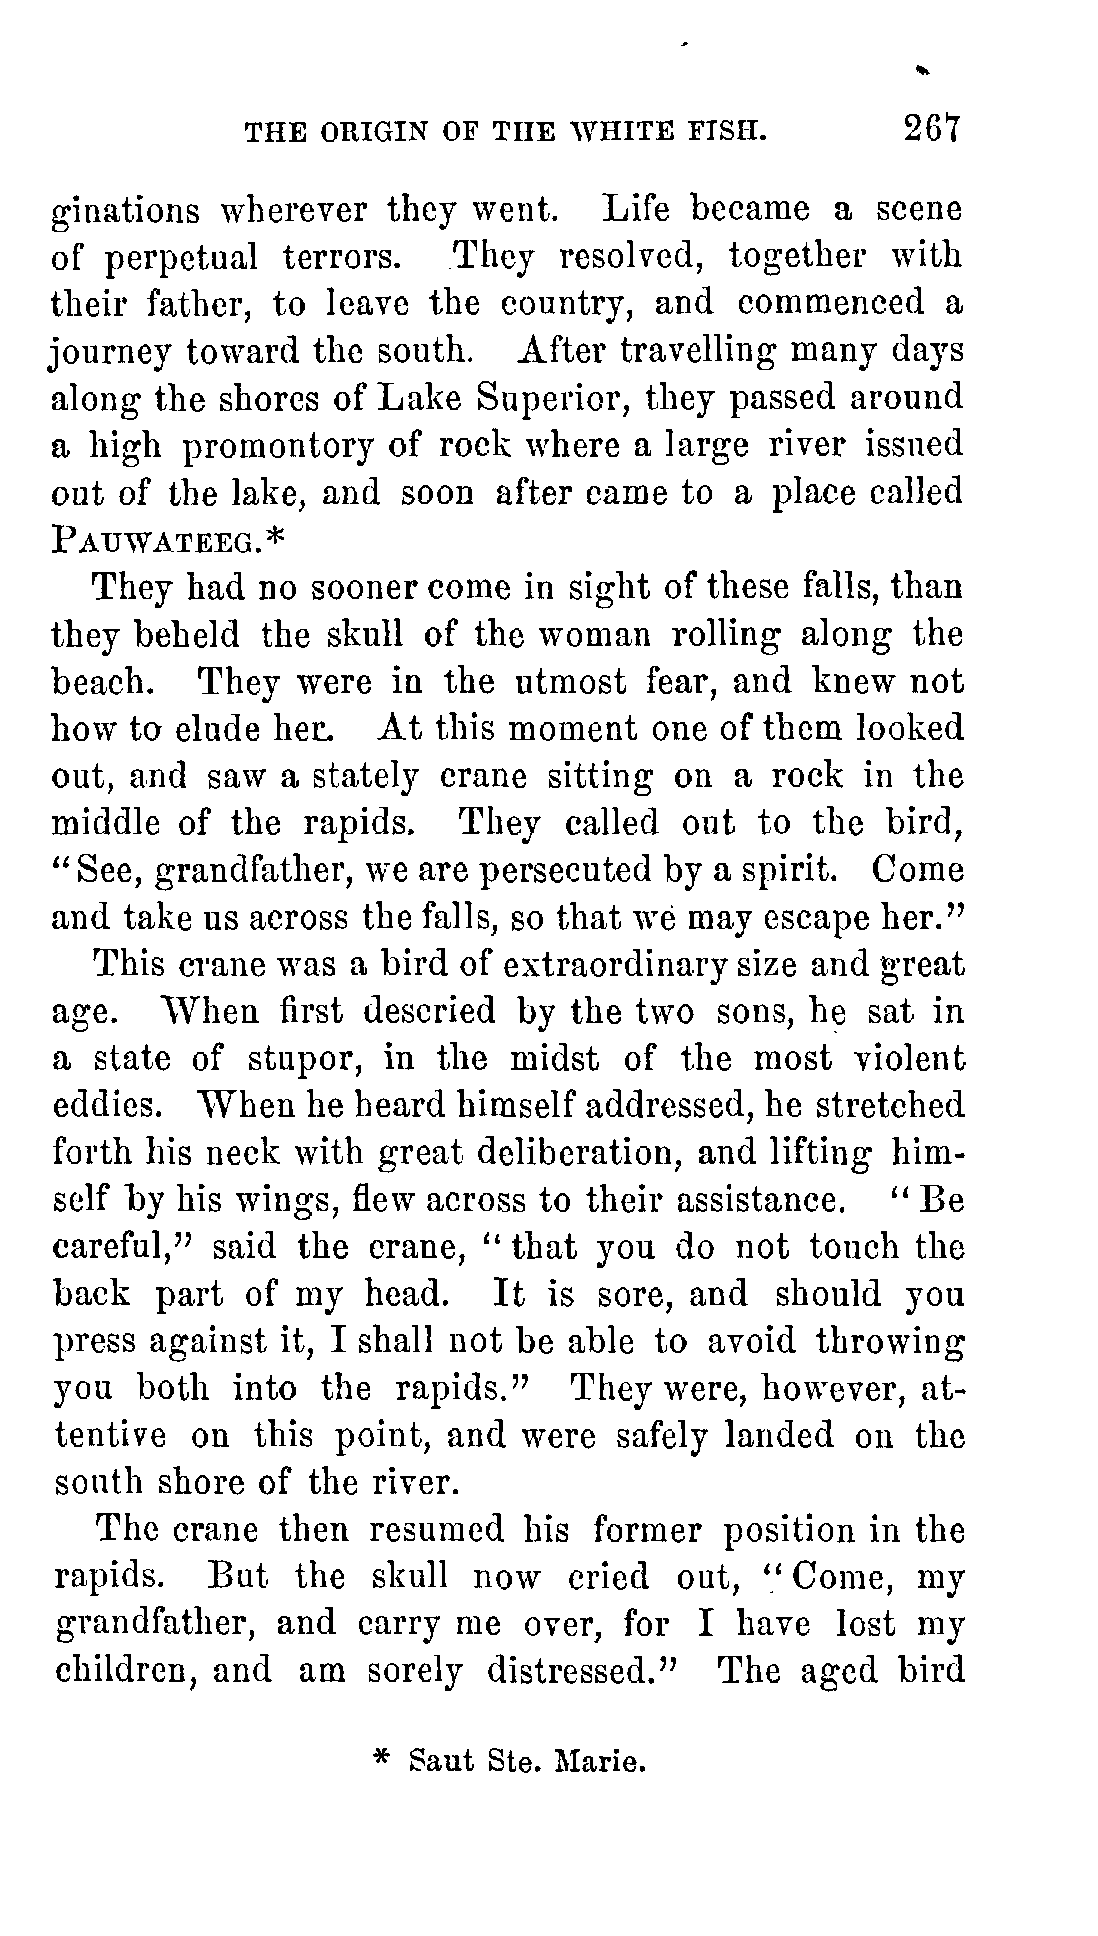 THE ORIGIN OF THE WHITE FISH. 267
ginations wherever they went. Life became a scene
of perpetual terrors. They resolved, together with
their father, to leave the country, and commenced a
journey toward the south. After travelling many days
along the shores of Lake Superior, they passed around
a high promontory of rock where a large river issued
out of the lake, and soon after came to a place called
PAUWATEEG.*
They had no sooner come in sight of these falls, than
they beheld the skull of the woman rolling along the
beach. They were in the utmost fear, and knew not
how to elude her. At this moment one of them looked
out, and saw a stately crane sitting on a rock in the
middle of the rapids. They called out to the bird,
"See, grandfather, we are persecuted by a spirit. Come
and take us across the falls, so that we may escape her."
This crane was a bird of extraordinary size and great
age. When first descried by the two sons, he sat in
a state of stupor, in the midst of the most violent
eddies. When he heard himself addressed, he stretched
forth his neck with great deliberation, and lifting him-
self by his wings, flew across to their assistance. "Be
careful," said the crane, "that you do not touch the
back part of my head. It is sore, and should you
press against it, I shall not be able to avoid throwing
you both into the rapids." They were, however, at-
tentive on this point, and were safely landed on the
south shore of the river.
The crane then resumed his former position in the
rapids. But the skull now cried out, "Come, my
grandfather, and carry me over, for I have lost my
children, and am sorely distressed." The aged bird
* Saut Ste. Marie.